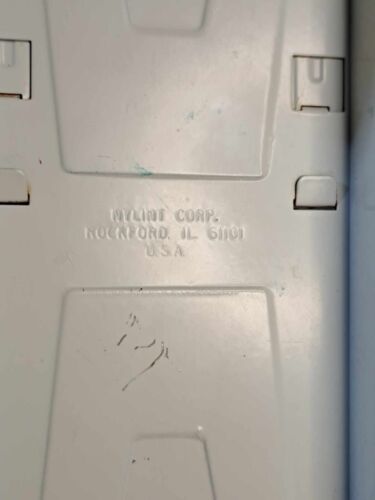 NYLINT CORP.
ROCKFORD, IL 61101
U.S.A.